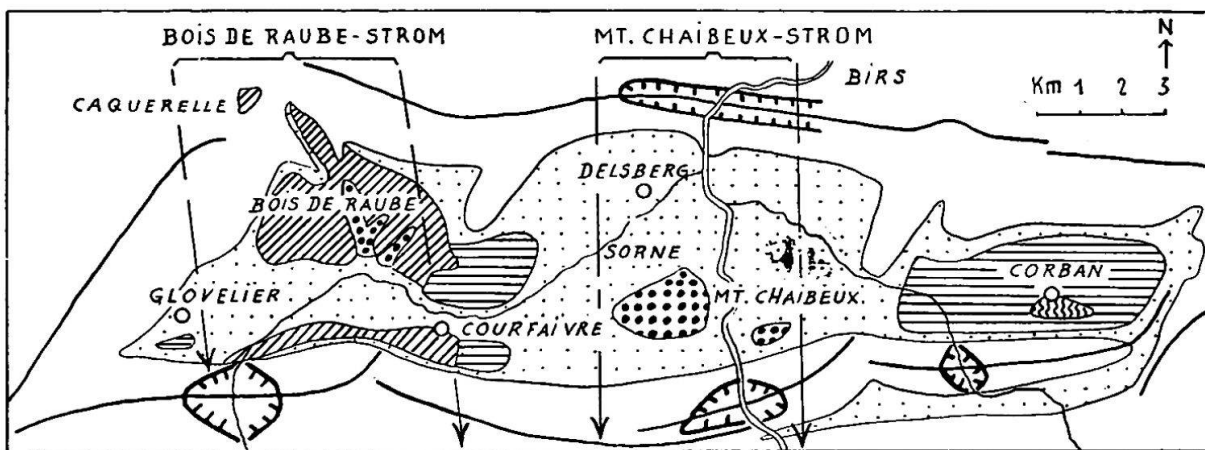 BOIS DE RAUBE-STROM
MT. CHAIBEUX-STROM
N
BIRS
Km 1 2 3
CAQUERELLE
DELSBERG
BOIS DE RAUBE
SORNE
CORBAN
GLOVELIER
MT. CHAIBEUX.
COURFAIVRE